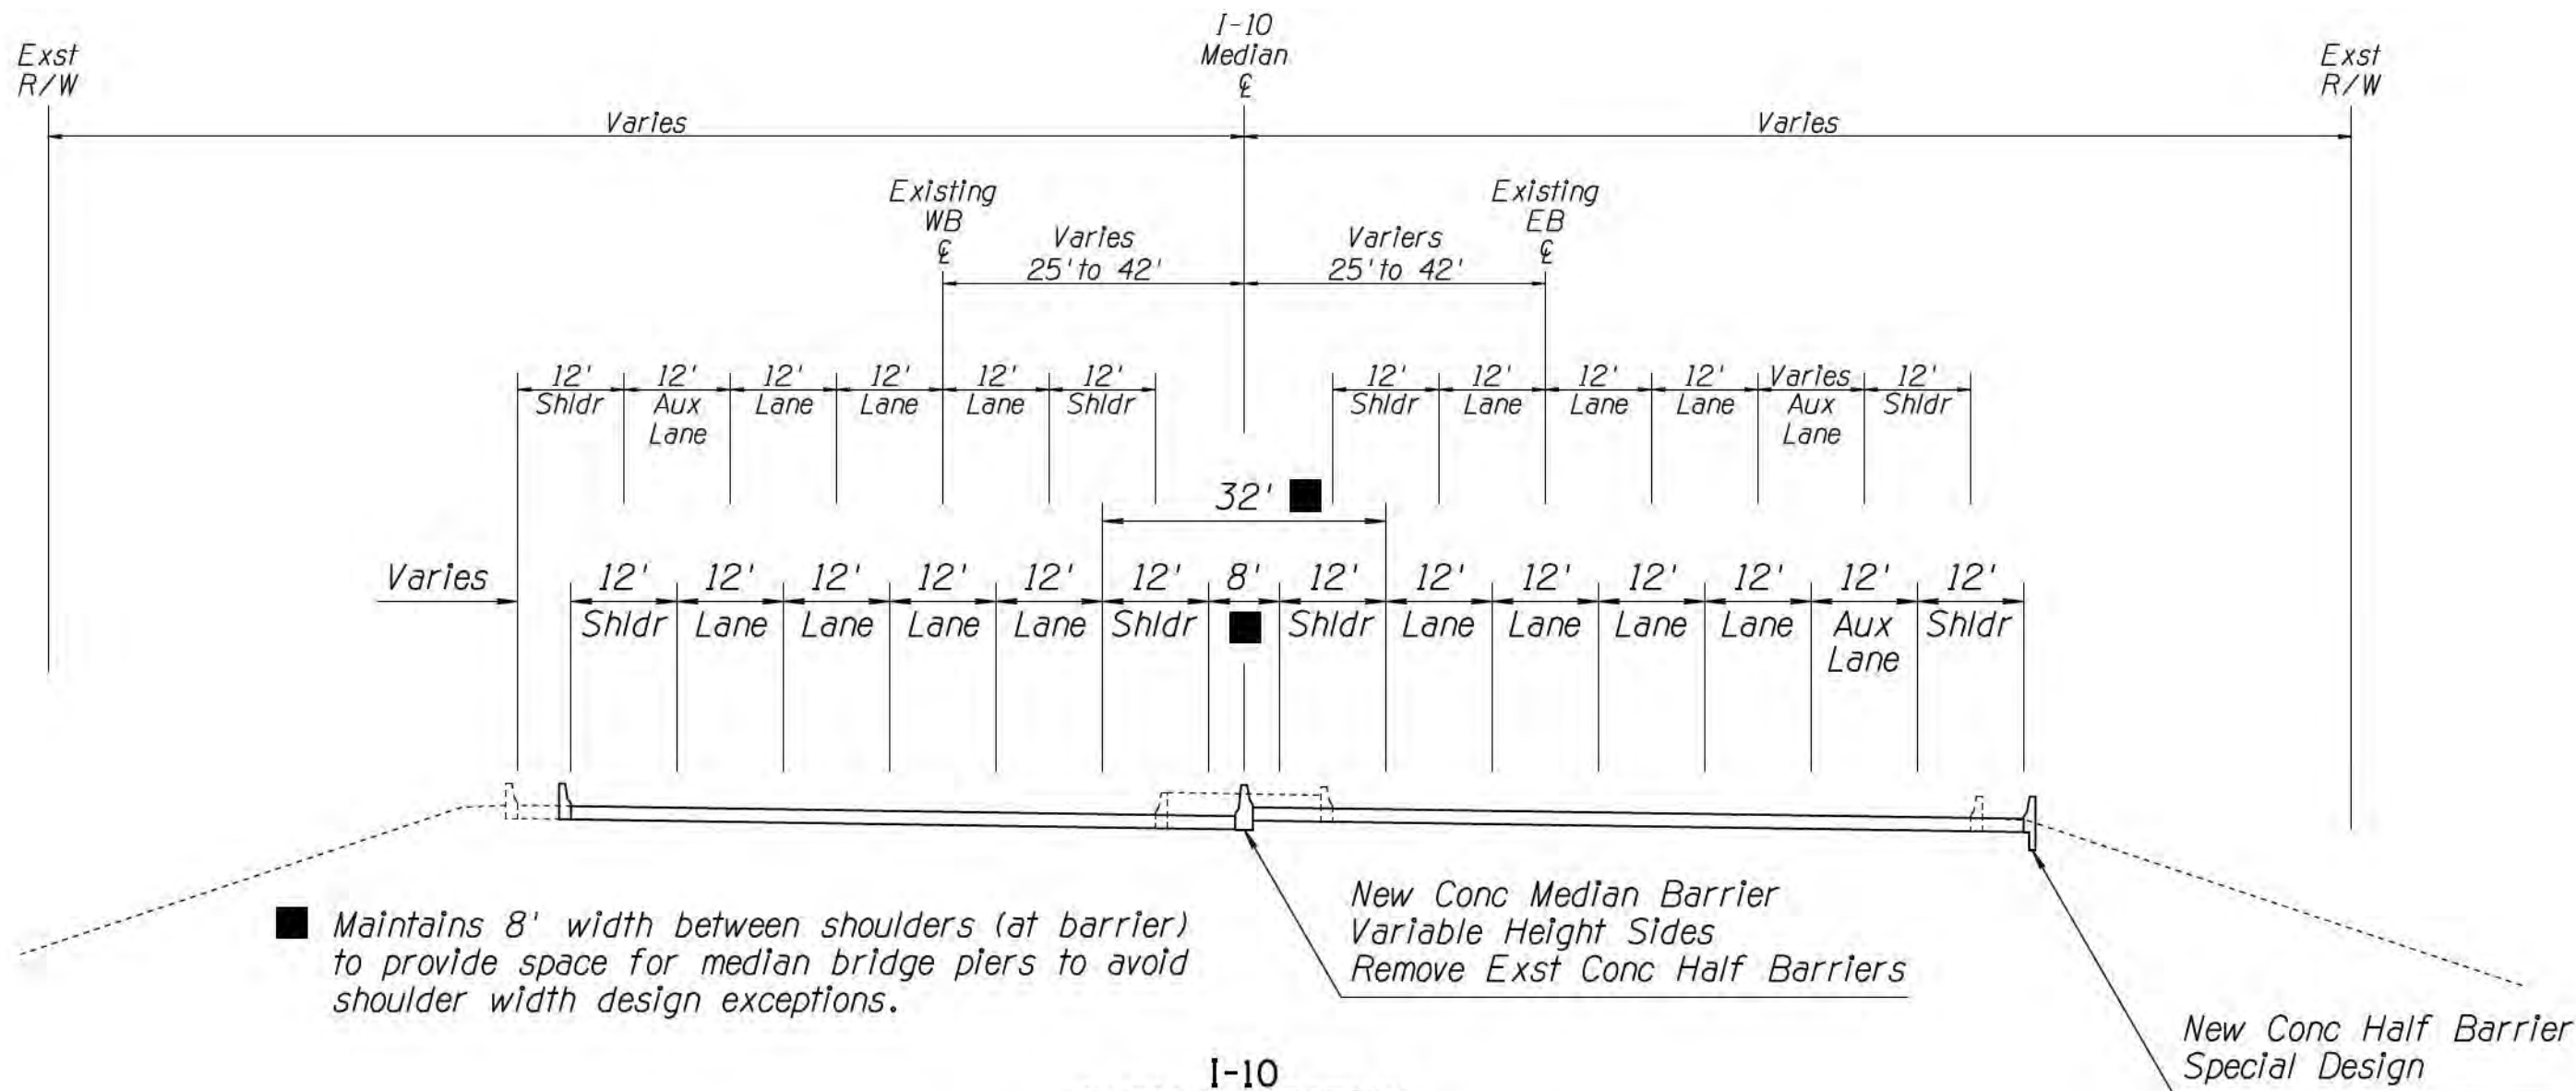 I-10
Median
℄
Exst
R/W
Exst
R/W
Varies
Varies
Existing
WB
℄
Existing
EB
℄
Varies
25' to 42'
Variers
25' to 42'
12' 12' 12' 12' 12' 12'
Shldr Aux Lane Lane Lane Shldr
Lane
12' 12' 12' 12' Varies 12'
Shldr Lane Lane Lane Aux Shldr
Lane
32' ■
Varies 12' 12' 12' 12' 12' 12' 8' 12' 12' 12' 12' 12' 12' 12'
Shldr Lane Lane Lane Lane Shldr ■ Shldr Lane Lane Lane Lane Aux Shldr
Lane
■ Maintains 8' width between shoulders (at barrier)
to provide space for median bridge piers to avoid
shoulder width design exceptions.
New Conc Median Barrier
Variable Height Sides
Remove Exst Conc Half Barriers
New Conc Half Barrier
Special Design
I-10